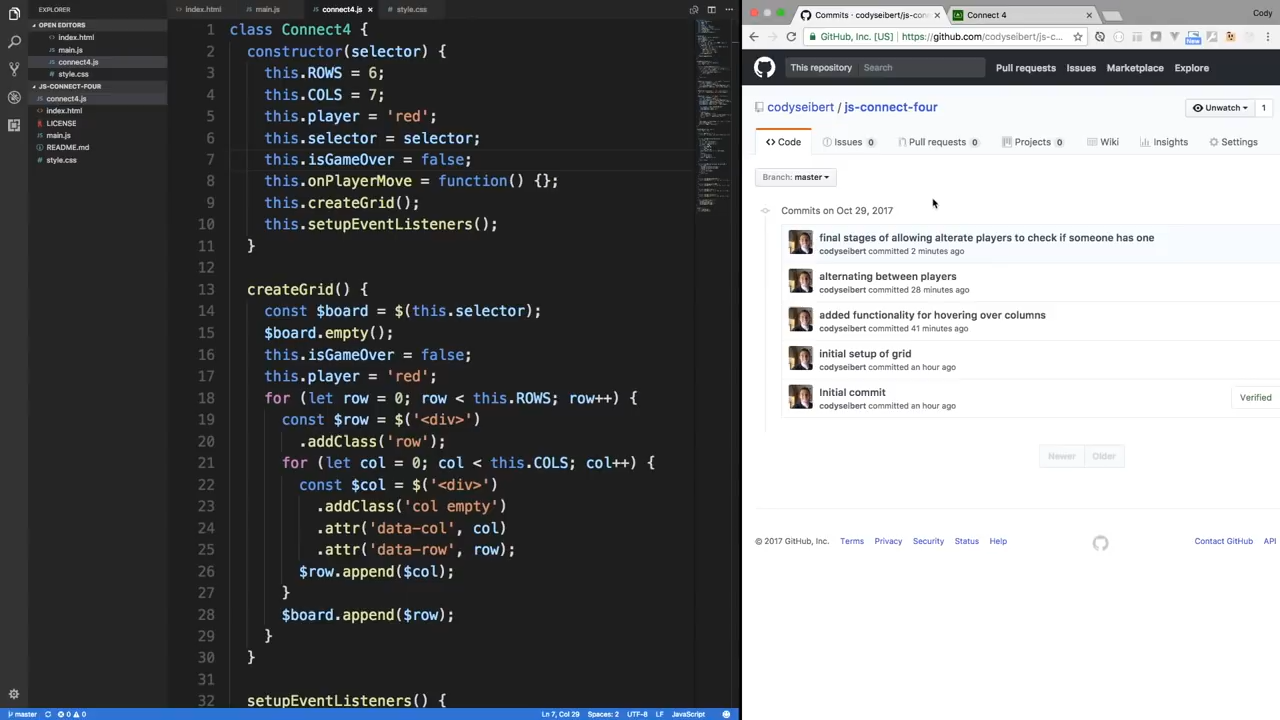 EXPLORER
OPEN EDITORS
index.html
main.js
connect4.js
style.css
JS-CONNECT-FOUR
connect4.js
index.html
LICENSE
main.js
README.md
style.css
index.html main.js connect4.js × style.css
1 class Connect4 {
2 constructor(selector) {
3 this.ROWS = 6;
4 this.COLS = 7;
5 this.player = 'red';
6 this.selector = selector;
7 this.isGameOver = false;
8 this.onPlayerMove = function() {};
9 this.createGrid();
10 this.setupEventListeners();
11 }
12
13 createGrid() {
14 const $board = $(this.selector);
15 $board.empty();
16 this.isGameOver = false;
17 this.player = 'red';
18 for (let row = 0; row < this.ROWS; row++) {
19 const $row = $('<div>')
20 .addClass('row');
21 for (let col = 0; col < this.COLS; col++) {
22 const $col = $('<div>')
23 .addClass('col empty')
24 .attr('data-col', col)
25 .attr('data-row', row);
26 $row.append($col);
27 }
28 $board.append($row);
29 }
30 }
31
32 setupEventListeners() {
master 0 0 Ln 7, Col 29 Spaces: 2 UTF-8 LF JavaScript
Commits · codyseibert/js-con × Connect 4 × Cody
GitHub, Inc. [US] https://github.com/codyseibert/js-c... New
This repository Search Pull requests Issues Marketplace Explore
codyseibert / js-connect-four Unwatch 1
Code Issues 0 Pull requests 0 Projects 0 Wiki Insights Settings
Branch: master
Commits on Oct 29, 2017
final stages of allowing alterate players to check if someone has one
codyseibert committed 2 minutes ago
alternating between players
codyseibert committed 28 minutes ago
added functionality for hovering over columns
codyseibert committed 41 minutes ago
initial setup of grid
codyseibert committed an hour ago
Initial commit
codyseibert committed an hour ago
Verified
Newer Older
© 2017 GitHub, Inc. Terms Privacy Security Status Help Contact GitHub API